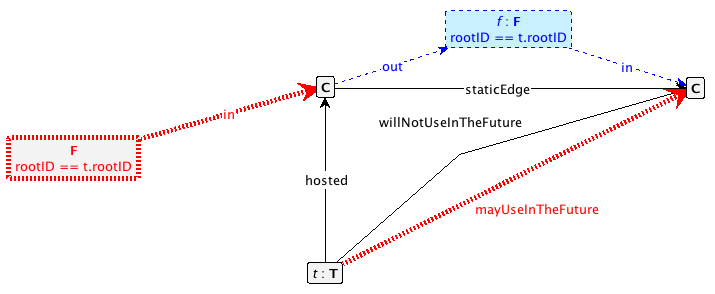 f : F
rootID == t.rootID
out
in
C
staticEdge
C
in
willNotUseInTheFuture
F
rootID == t.rootID
hosted
mayUseInTheFuture
t : T